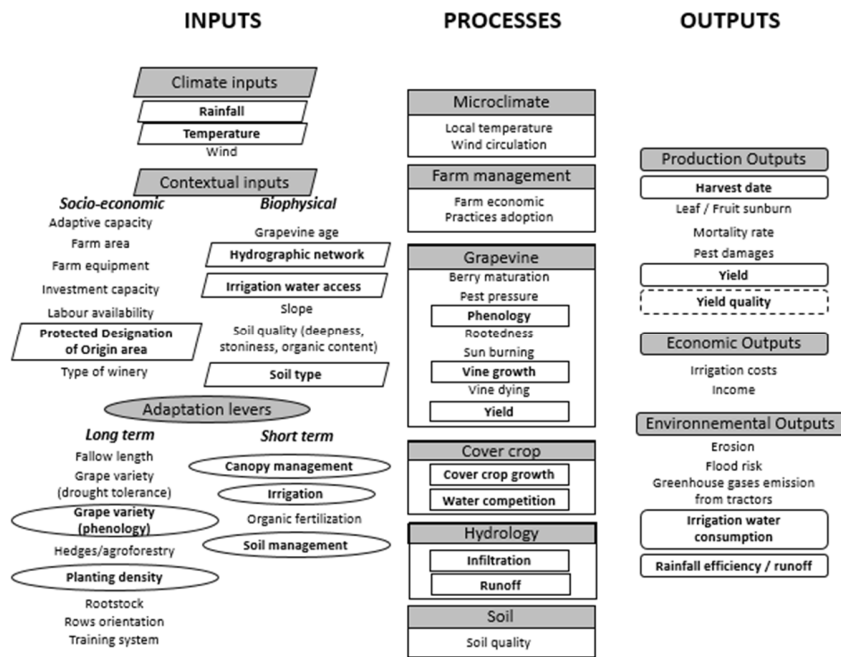 INPUTS
Climate inputs
Rainfall
Temperature
Wind
Contextual inputs
Socio-economic
Adaptive capacity
Farm area
Farm equipment
Investment capacity
Labour availability
Protected Designation
of Origin area
Type of winery
Biophysical
Grapevine age
Hydrographic network
Irrigation water access
Slope
Soil quality (deepness,
stoniness, organic content)
Soil type
Adaptation levers
Long term
Fallow length
Grape variety
(drought tolerance)
Grape variety
(phenology)
Hedges/agroforestry
Planting density
Rootstock
Rows orientation
Training system
Short term
Canopy management
Irrigation
Organic fertilization
Soil management
PROCESSES
Microclimate
Local temperature
Wind circulation
Farm management
Farm economic
Practices adoption
Grapevine
Berry maturation
Pest pressure
Phenology
Rootedness
Sun burning
Vine growth
Vine dying
Yield
Cover crop
Cover crop growth
Water competition
Hydrology
Infiltration
Runoff
Soil
Soil quality
OUTPUTS
Production Outputs
Harvest date
Leaf / Fruit sunburn
Mortality rate
Pest damages
Yield
Yield quality
Economic Outputs
Irrigation costs
Income
Environnemental Outputs
Erosion
Flood risk
Greenhouse gases emission
from tractors
Irrigation water
consumption
Rainfall efficiency / runoff